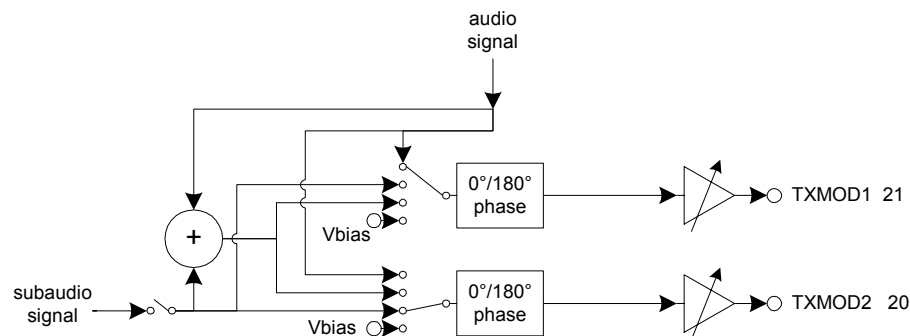 audio
signal
0°/180°
phase
TXMOD1 21
Vbias
+
subaudio
signal
0°/180°
phase
TXMOD2 20
Vbias